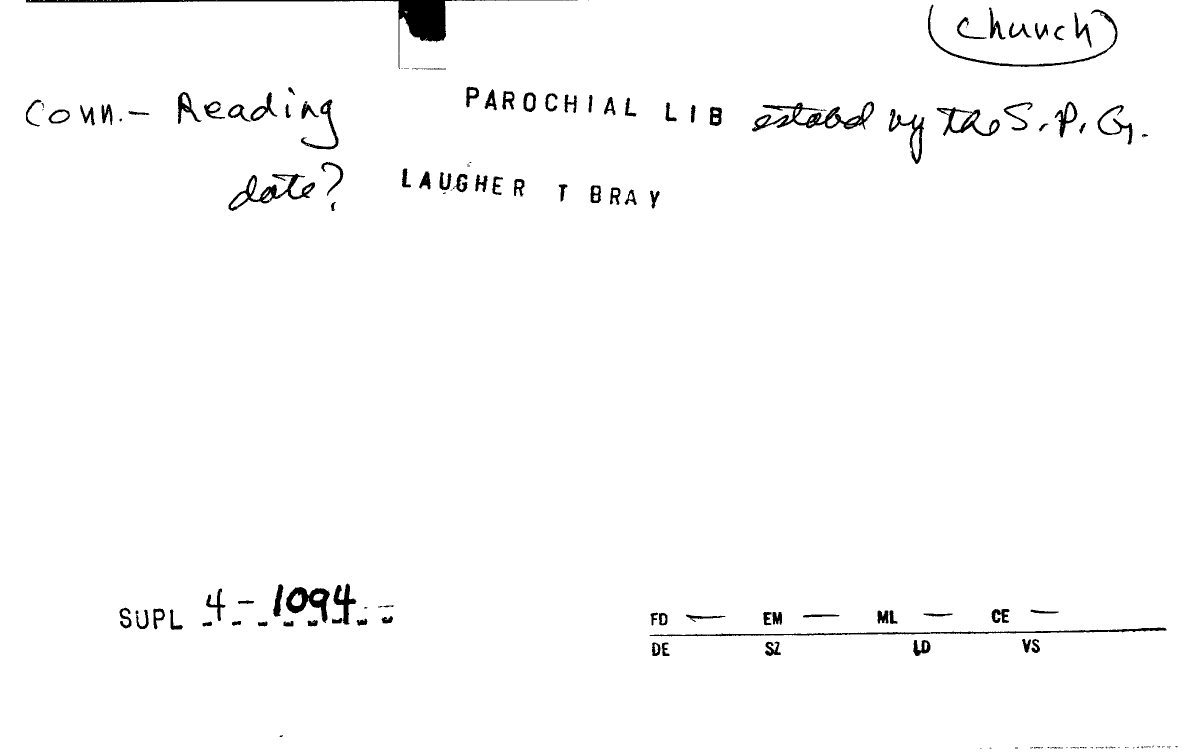 (Church)
Conn.- Reading PAROCHIAL LIB estabd by the S.P.G.
date? LAUGHER T BRAY
SUPL 4-1094--
FD — EM — ML — CE —
DE SZ LD VS